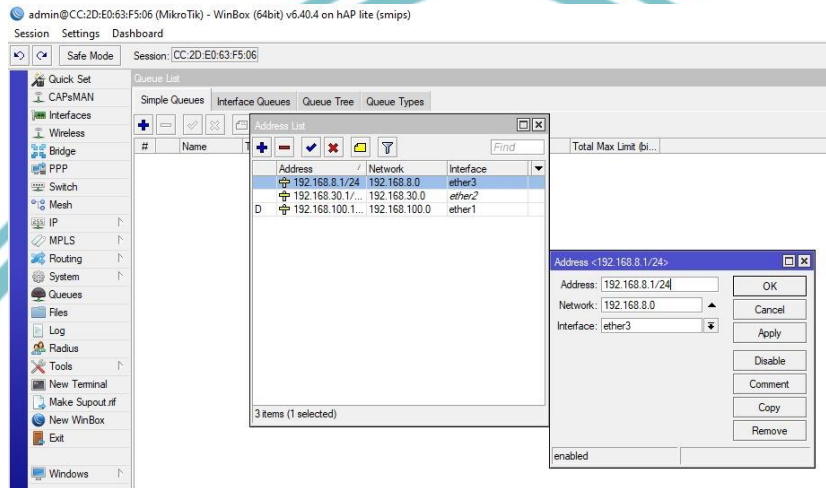 admin@CC:2D:E0:63:F5:06 (MikroTik) - WinBox (64bit) v6.40.4 on hAP lite (smips)
Session Settings Dashboard
Safe Mode Session: CC:2D:E0:63:F5:06
Quick Set
CAPsMAN
Interfaces
Wireless
Bridge
PPP
Switch
Mesh
IP
MPLS
Routing
System
Queues
Files
Log
Radius
Tools
New Terminal
Make Supout.rif
New WinBox
Exit
Windows
Queue List
Simple Queues Interface Queues Queue Tree Queue Types
# Name T Total Max Limit (bi...
Address List
Find
Address Network Interface
192.168.8.1/24 192.168.8.0 ether3
192.168.30.1/... 192.168.30.0 ether2
D 192.168.100.1... 192.168.100.0 ether1
3 items (1 selected)
Address <192.168.8.1/24>
Address: 192.168.8.1/24 OK
Network: 192.168.8.0 Cancel
Interface: ether3 Apply
Disable
Comment
Copy
Remove
enabled